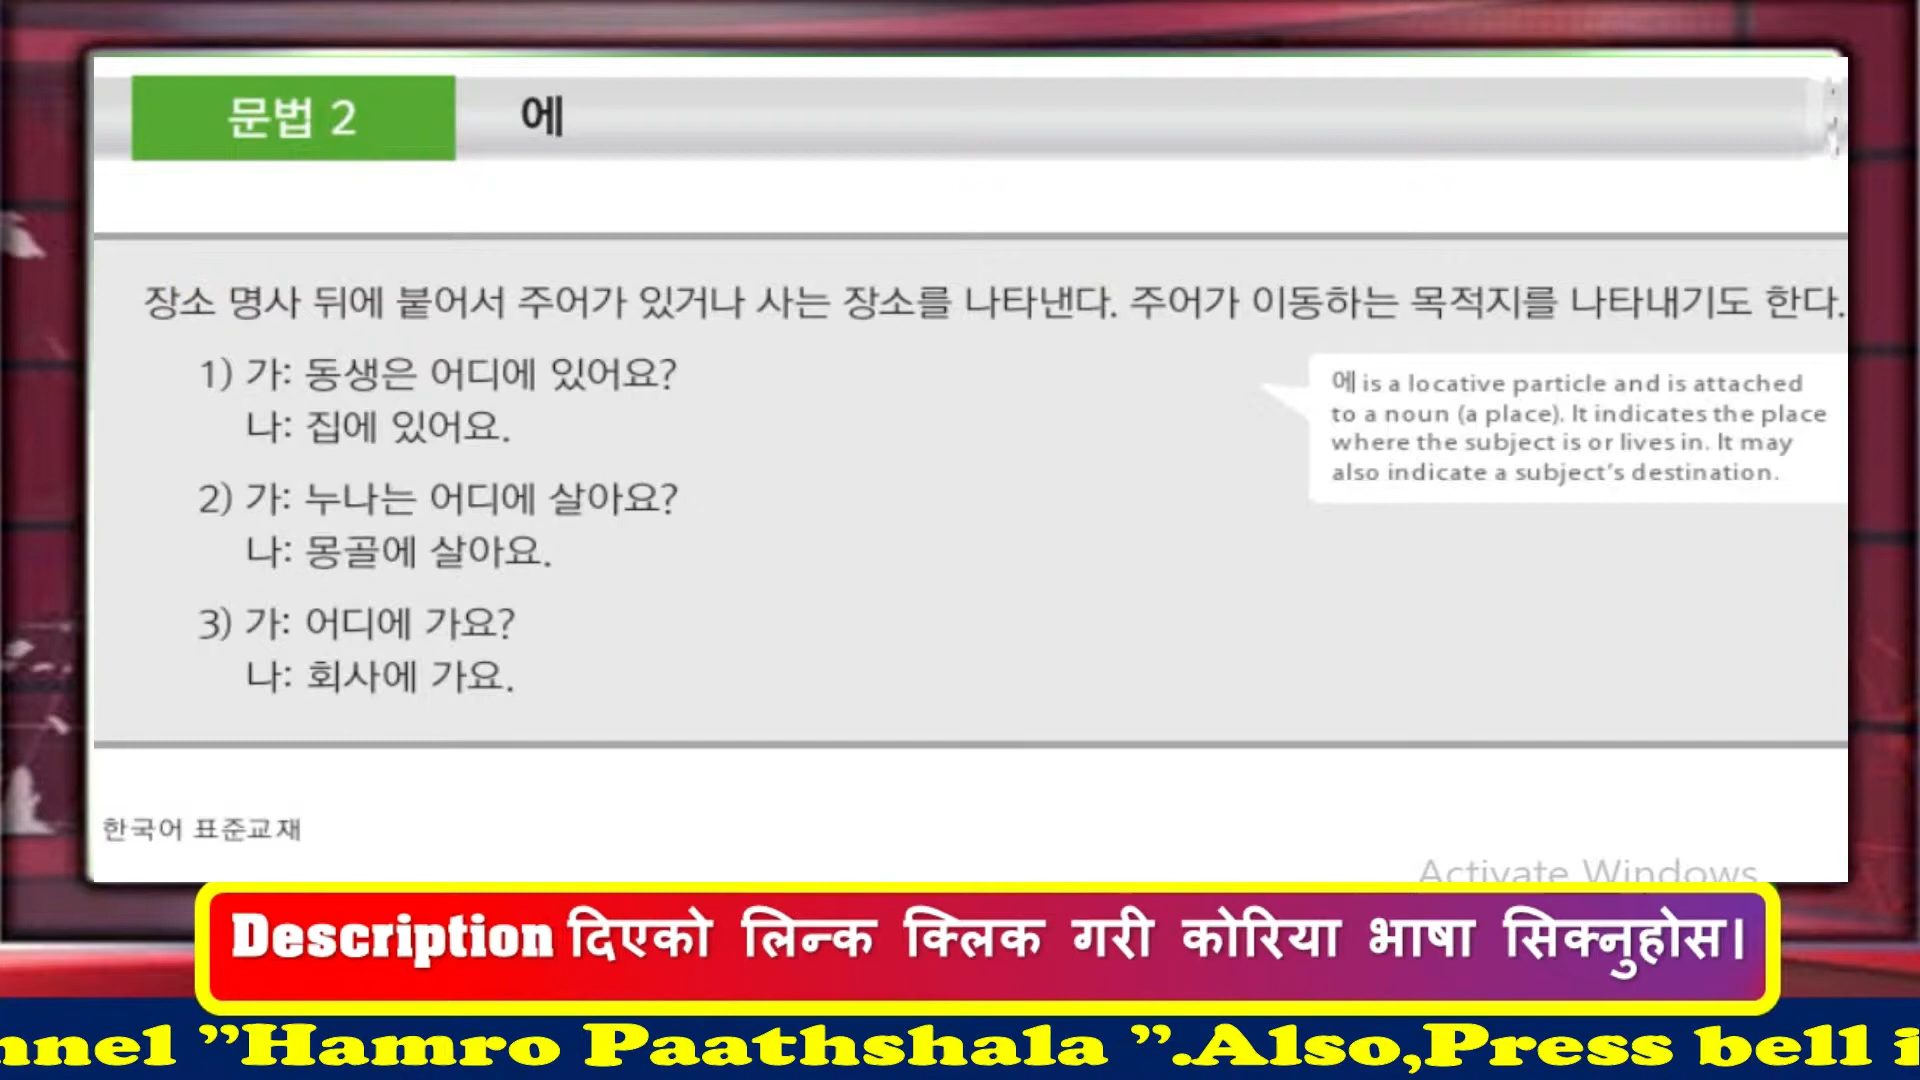 문법 2
에
장소 명사 뒤에 붙어서 주어가 있거나 사는 장소를 나타낸다. 주어가 이동하는 목적지를 나타내기도 한다.
1) 가: 동생은 어디에 있어요?
나: 집에 있어요.
에 is a locative particle and is attached
to a noun (a place). It indicates the place
where the subject is or lives in. It may
also indicate a subject’s destination.
2) 가: 누나는 어디에 살아요?
나: 몽골에 살아요.
3) 가: 어디에 가요?
나: 회사에 가요.
한국어 표준교재
Activate Windows
Description दिएको लिन्क क्लिक गरी कोरिया भाषा सिक्नुहोस।
nnel ”Hamro Paathshala ”.Also,Press bell i